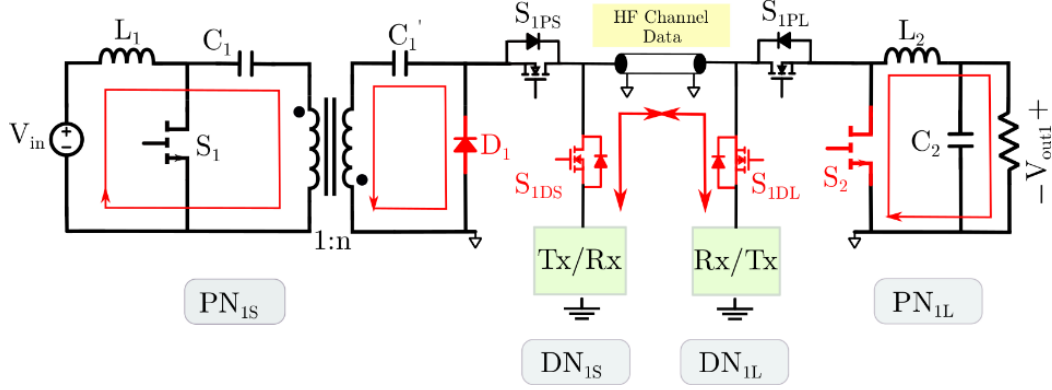 S1PS
HF Channel
Data
S1PL
L1
C1
C1'
L2
Vin
+
−
S1
D1
S1DS
S1DL
S2
C2
− Vout1 +
1:n
Tx/Rx
Rx/Tx
PN1S
PN1L
DN1S
DN1L